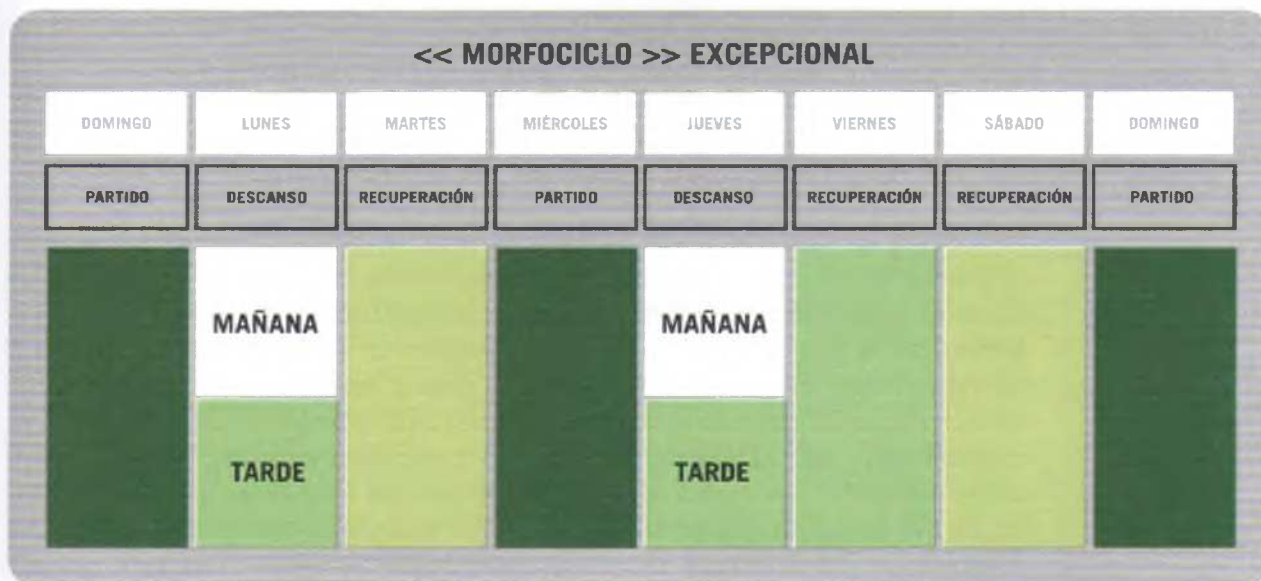 << MORFOCICLO >> EXCEPCIONAL
DOMINGO LUNES MARTES MIÉRCOLES JUEVES VIERNES SÁBADO DOMINGO
PARTIDO DESCANSO RECUPERACIÓN PARTIDO DESCANSO RECUPERACIÓN RECUPERACIÓN PARTIDO
MAÑANA MAÑANA
TARDE TARDE